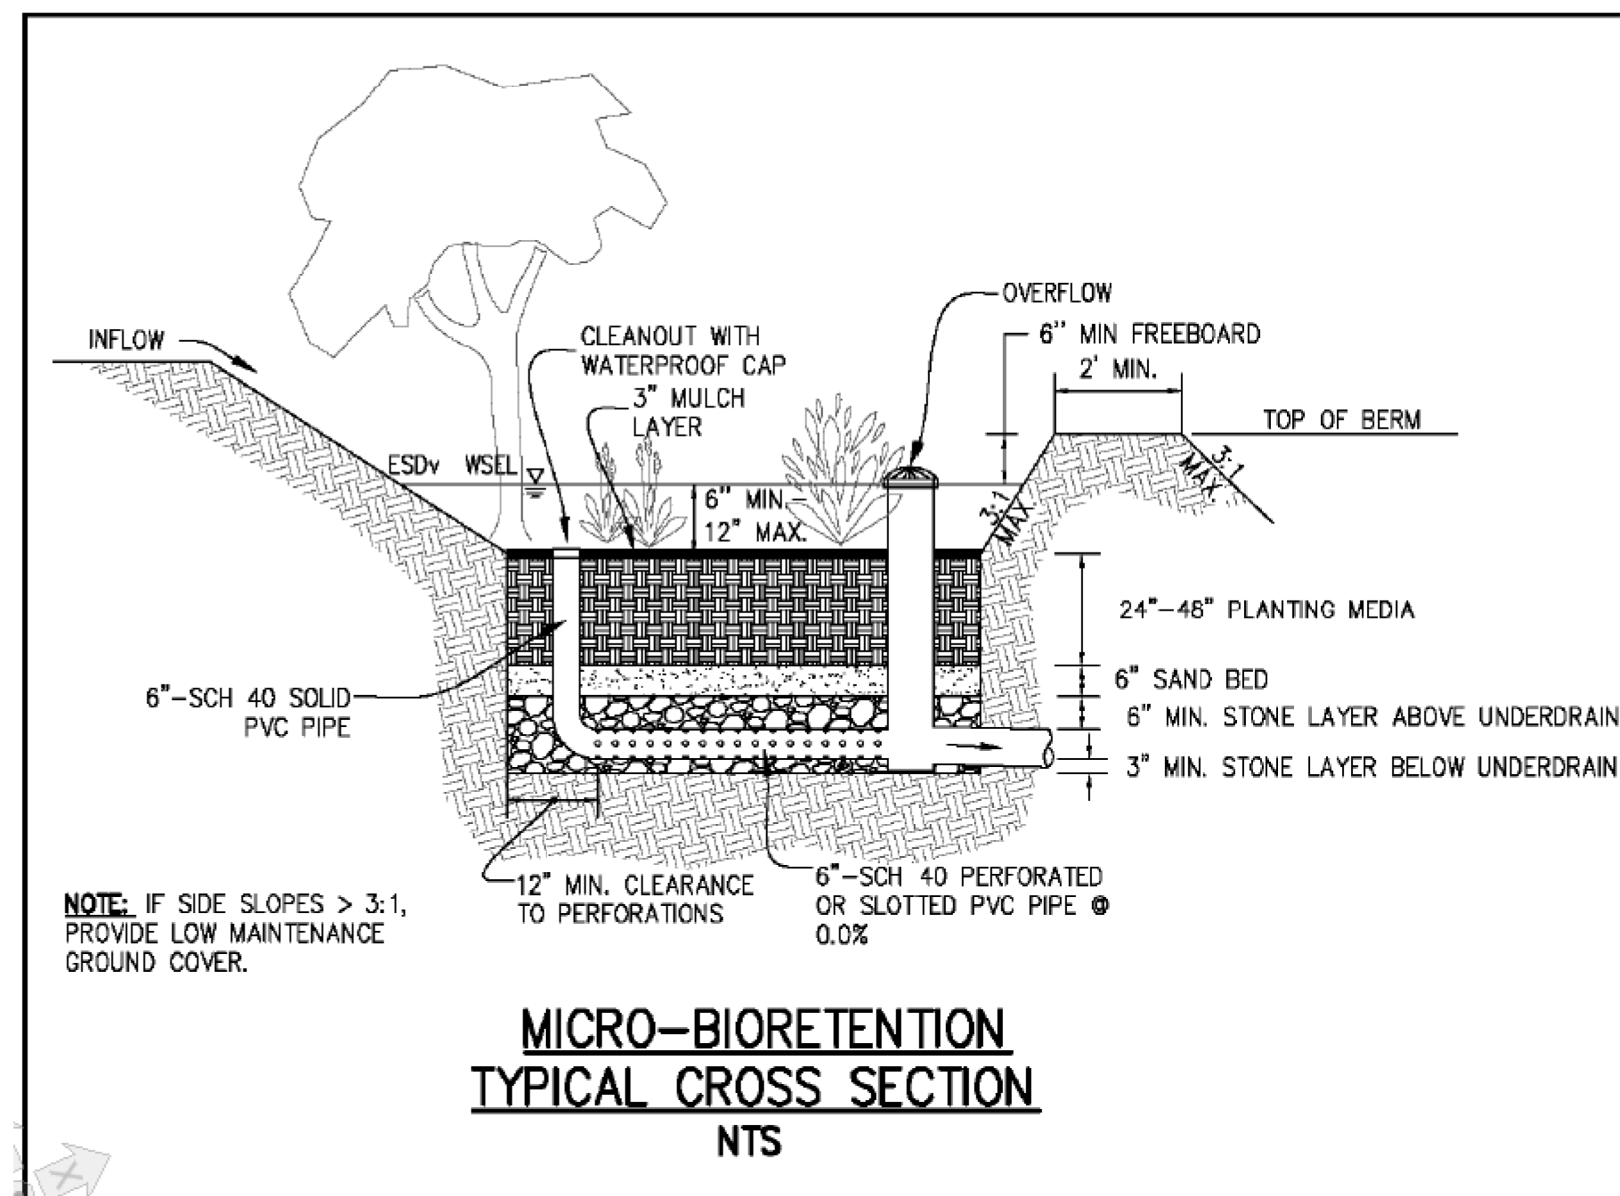 OVERFLOW
INFLOW
CLEANOUT WITH
WATERPROOF CAP
6" MIN FREEBOARD
2' MIN.
3" MULCH
LAYER
TOP OF BERM
ESDv WSEL
3:1
MAX.
6" MIN.-
12" MAX.
3:1
MAX
24"-48" PLANTING MEDIA
6" SAND BED
6"-SCH 40 SOLID
PVC PIPE
6" MIN. STONE LAYER ABOVE UNDERDRAIN
3" MIN. STONE LAYER BELOW UNDERDRAIN
12" MIN. CLEARANCE
TO PERFORATIONS
6"-SCH 40 PERFORATED
OR SLOTTED PVC PIPE @
0.0%
NOTE: IF SIDE SLOPES > 3:1,
PROVIDE LOW MAINTENANCE
GROUND COVER.
MICRO-BIORETENTION
TYPICAL CROSS SECTION
NTS